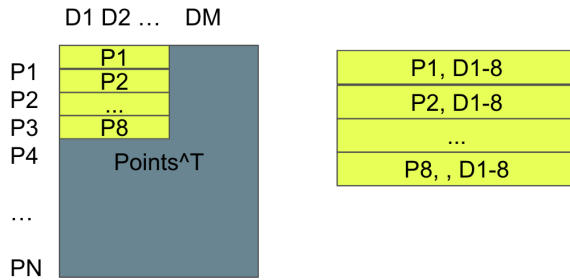 D1 D2 ... DM
P1
P2
P3
P4
...
PN
P1
P2
...
P8
Points^T
P1, D1-8
P2, D1-8
...
P8, , D1-8